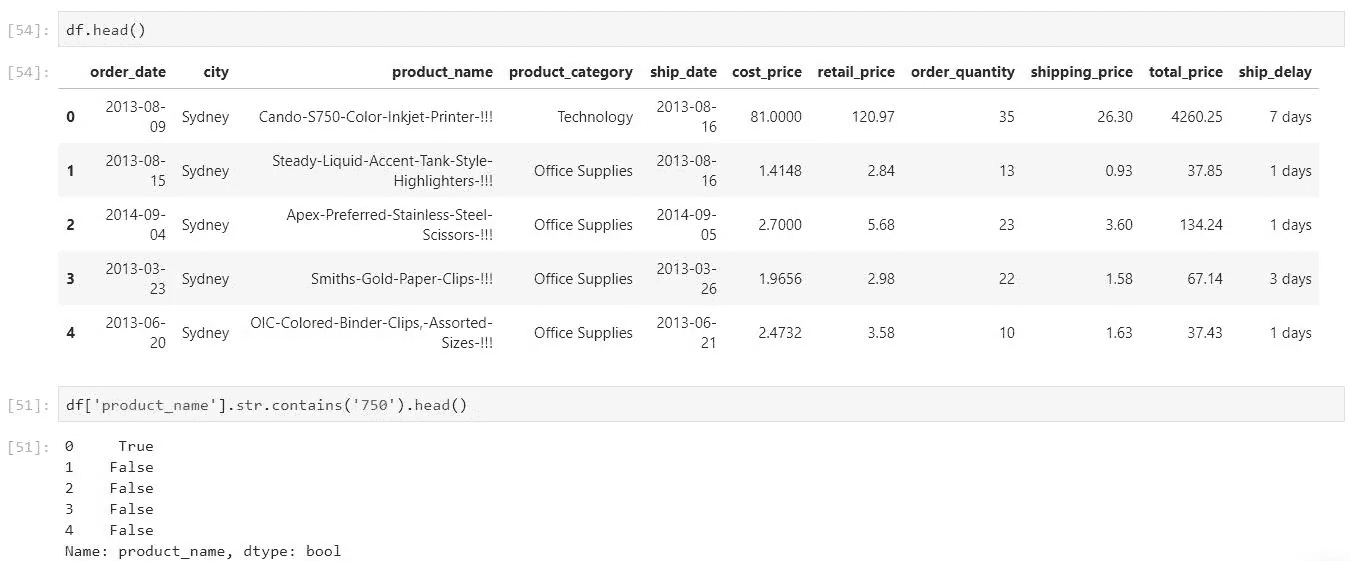 [54]: df.head()
[54]: order_date city product_name product_category ship_date cost_price retail_price order_quantity shipping_price total_price ship_delay
0 2013-08-09 Sydney Cando-S750-Color-Inkjet-Printer-!!! Technology 2013-08-16 81.0000 120.97 35 26.30 4260.25 7 days
1 2013-08-15 Sydney Steady-Liquid-Accent-Tank-Style-Highlighters-!!! Office Supplies 2013-08-16 1.4148 2.84 13 0.93 37.85 1 days
2 2014-09-04 Sydney Apex-Preferred-Stainless-Steel-Scissors-!!! Office Supplies 2014-09-05 2.7000 5.68 23 3.60 134.24 1 days
3 2013-03-23 Sydney Smiths-Gold-Paper-Clips-!!! Office Supplies 2013-03-26 1.9656 2.98 22 1.58 67.14 3 days
4 2013-06-20 Sydney OIC-Colored-Binder-Clips,-Assorted-Sizes-!!! Office Supplies 2013-06-21 2.4732 3.58 10 1.63 37.43 1 days
[51]: df['product_name'].str.contains('750').head()
[51]: 0 True
1 False
2 False
3 False
4 False
Name: product_name, dtype: bool